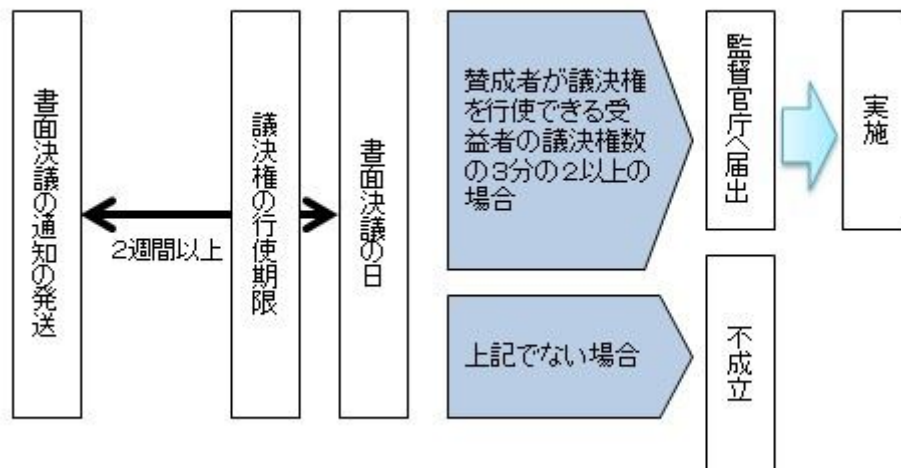 書面決議の通知の発送
2週間以上
議決権の行使期限
書面決議の日
賛成者が議決権
を行使できる受
益者の議決権数
の3分の2以上の
場合
監督官庁へ届出
実施
上記でない場合
不成立